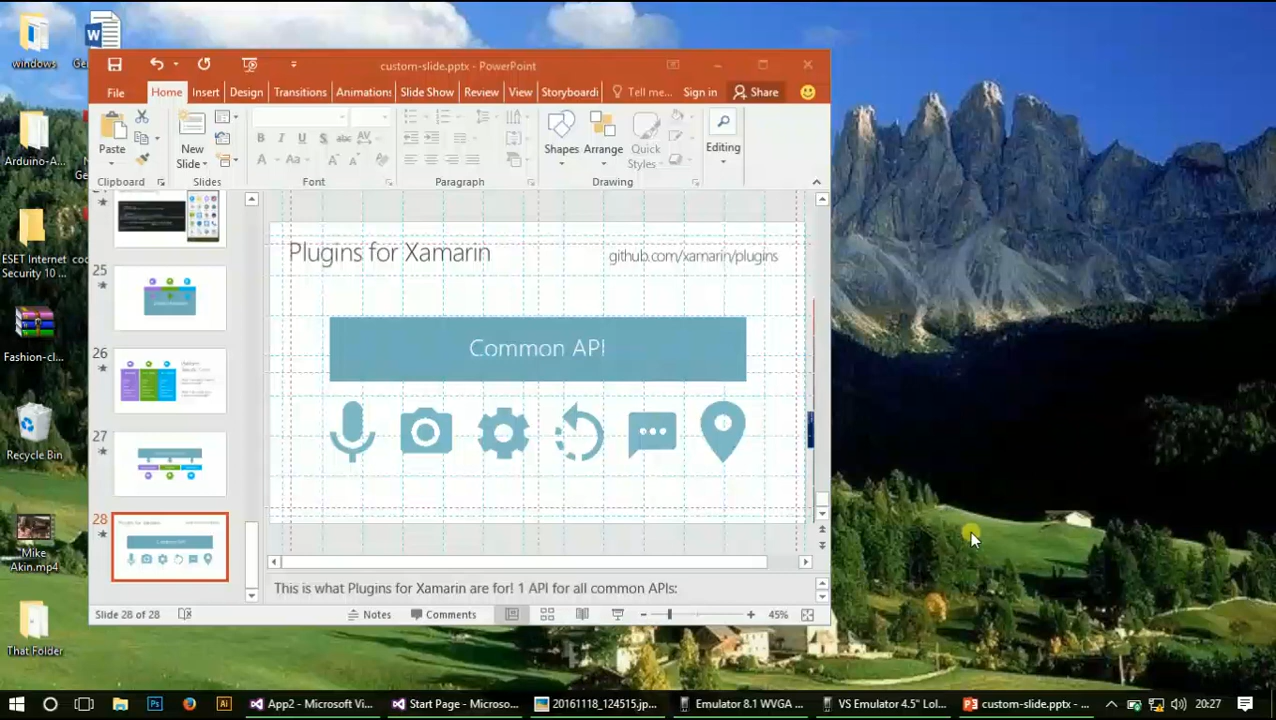 windows
custom-slide.pptx - PowerPoint
File Home Insert Design Transitions Animations Slide Show Review View Storyboardi Tell me... Sign in Share
Paste
New
Slide
Shapes Arrange Quick
Styles
Editing
Clipboard Slides Font Paragraph Drawing
Arduino-A...
ESET Internet
Security 10 ...
Fashion-cl...
Recycle Bin
Mike
Akin.mp4
That Folder
25
26
27
28
Plugins for Xamarin github.com/xamarin/plugins
Common API
This is what Plugins for Xamarin are for! 1 API for all common APIs:
Slide 28 of 28 Notes Comments 45%
App2 - Microsoft Vi... Start Page - Microso... 20161118_124515.jp... Emulator 8.1 WVGA ... VS Emulator 4.5" Lol... custom-slide.pptx - ... 20:27